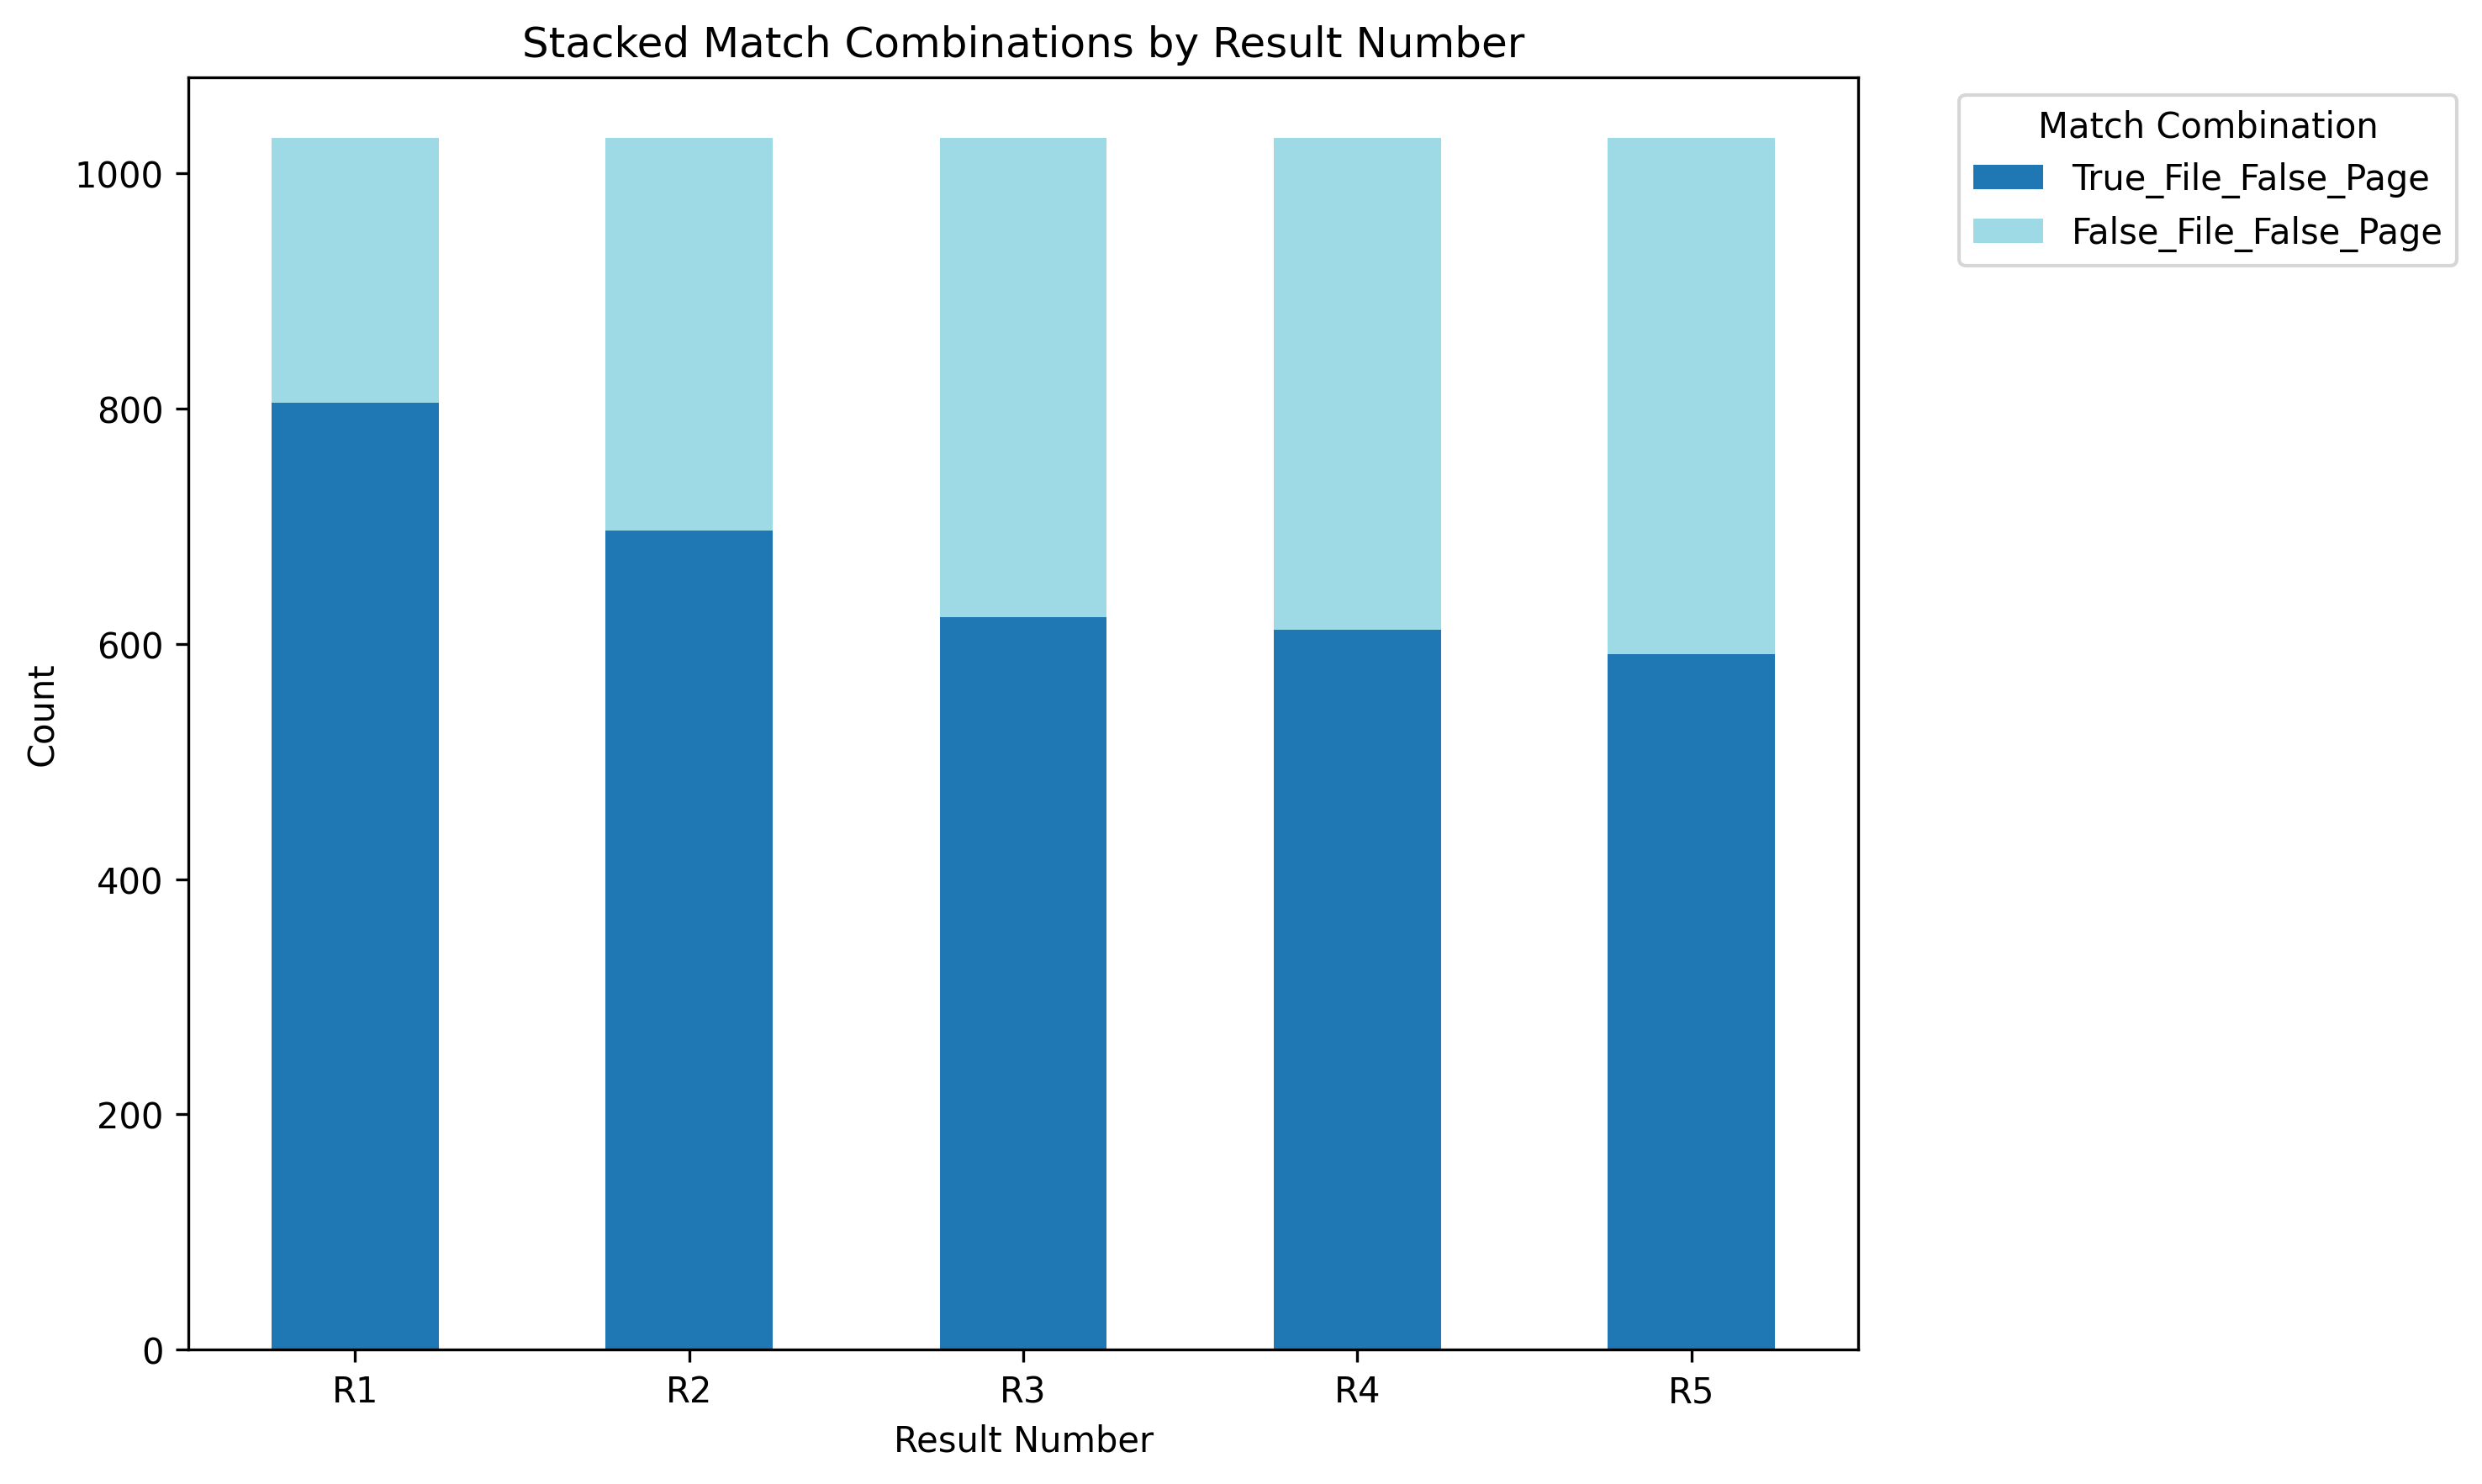 Stacked Match Combinations by Result Number
Match Combination
True_File_False_Page
False_File_False_Page
Count
1000
800
600
400
200
0
R1 R2 R3 R4 R5
Result Number